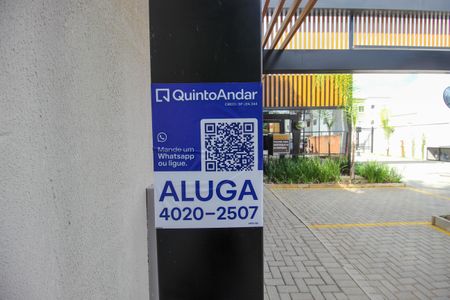 QuintoAndar
Mande um
Whatsapp
ou ligue.
ALUGA
4020-2507